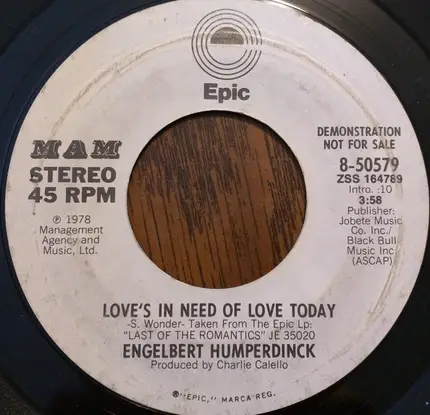 Epic
MAM
STEREO
45 RPM
℗ 1978
Management
Agency and
Music, Ltd.
DEMONSTRATION
NOT FOR SALE
8-50579
ZSS 164789
Intro. :10
3:58
Publisher:
Jobete Music
Co. Inc./
Black Bull
Music Inc.
(ASCAP)
LOVE'S IN NEED OF LOVE TODAY
-S. Wonder- Taken From The Epic Lp:
"LAST OF THE ROMANTICS" JE 35020
ENGELBERT HUMPERDINCK
Produced by Charlie Calello
® "EPIC," MARCA REG.